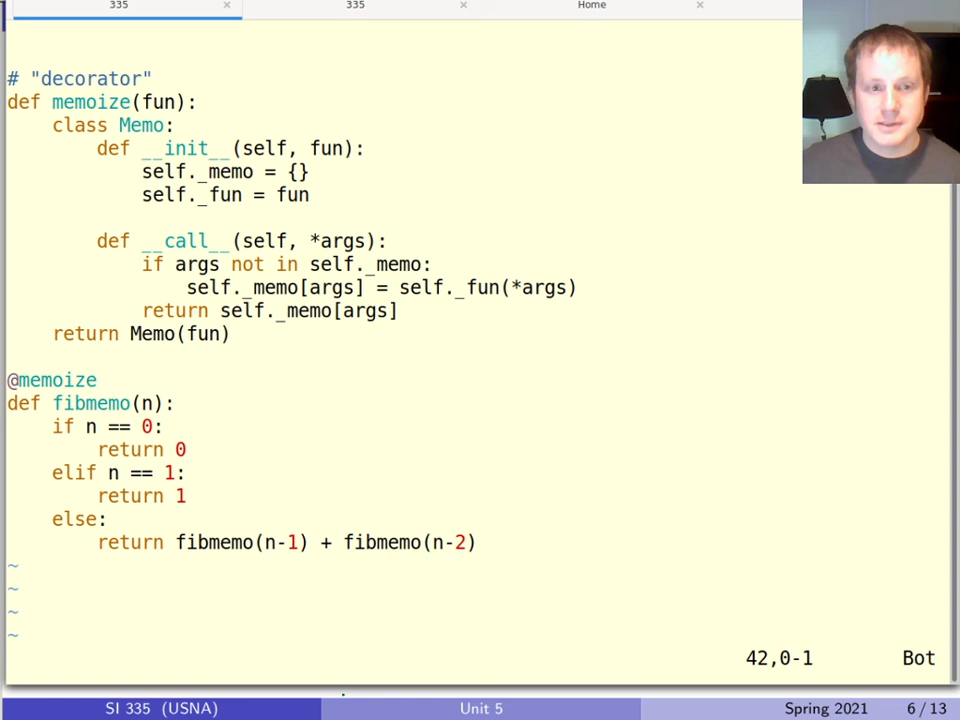 335 × 335 × Home ×
# "decorator"
def memoize(fun):
    class Memo:
        def __init__(self, fun):
            self._memo = {}
            self._fun = fun
        def __call__(self, *args):
            if args not in self._memo:
                self._memo[args] = self._fun(*args)
            return self._memo[args]
    return Memo(fun)
@memoize
def fibmemo(n):
    if n == 0:
        return 0
    elif n == 1:
        return 1
    else:
        return fibmemo(n-1) + fibmemo(n-2)
~
~
~
~
42,0-1 Bot
SI 335 (USNA) Unit 5 Spring 2021 6 / 13